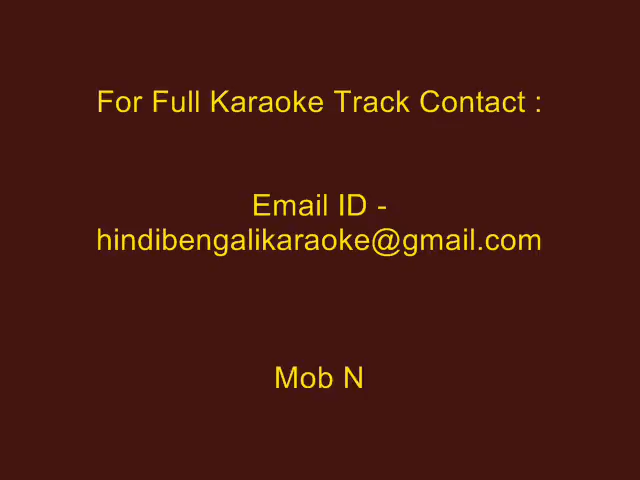 For Full Karaoke Track Contact :
Email ID -
hindibengalikaraoke@gmail.com
Mob N